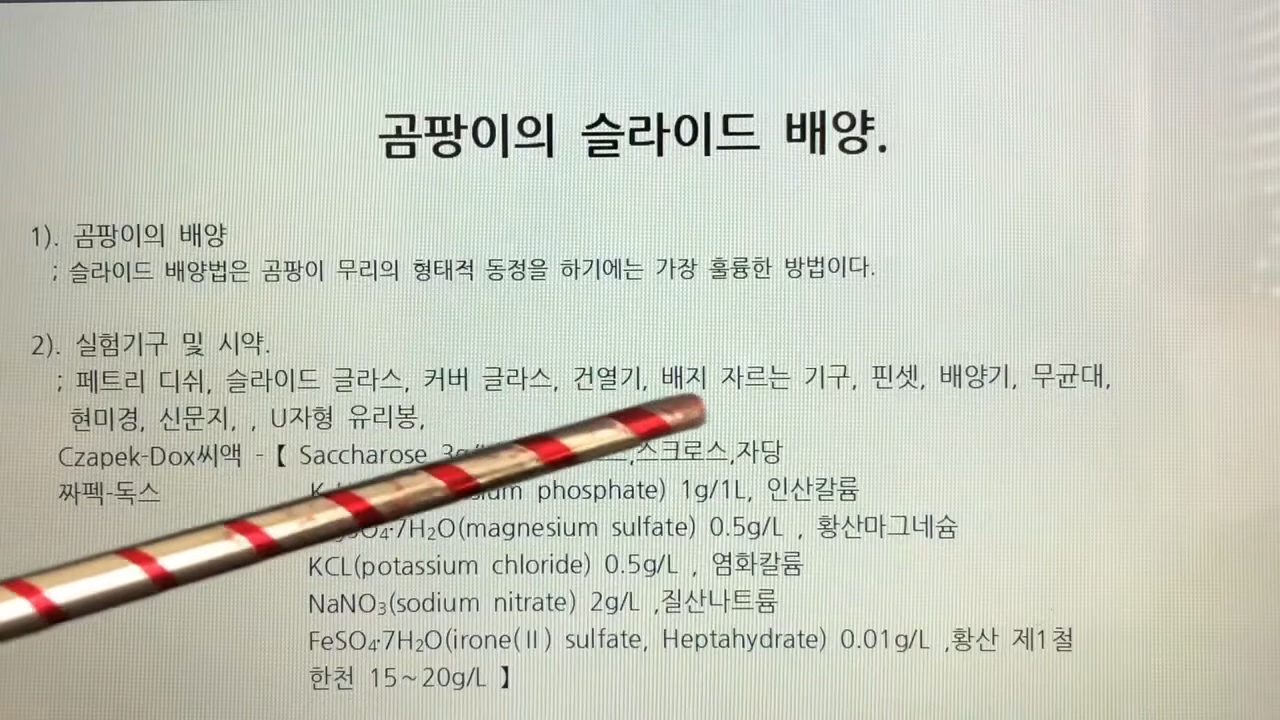 곰팡이의 슬라이드 배양.
1). 곰팡이의 배양
; 슬라이드 배양법은 곰팡이 무리의 형태적 동정을 하기에는 가장 훌륭한 방법이다.
2). 실험기구 및 시약.
; 페트리 디쉬, 슬라이드 글라스, 커버 글라스, 건열기, 배지 자르는 기구, 핀셋, 배양기, 무균대,
현미경, 신문지, , U자형 유리봉,
Czapek-Dox씨액 -【 Saccharose ,스크로스,자당
짜펙-독스 phosphate) 1g/1L, 인산칼륨
7H₂O(magnesium sulfate) 0.5g/L , 황산마그네슘
KCL(potassium chloride) 0.5g/L , 염화칼륨
NaNO₃(sodium nitrate) 2g/L ,질산나트륨
FeSO₄·7H₂O(irone(Ⅱ) sulfate, Heptahydrate) 0.01g/L ,황산 제1철
한천 15~20g/L 】